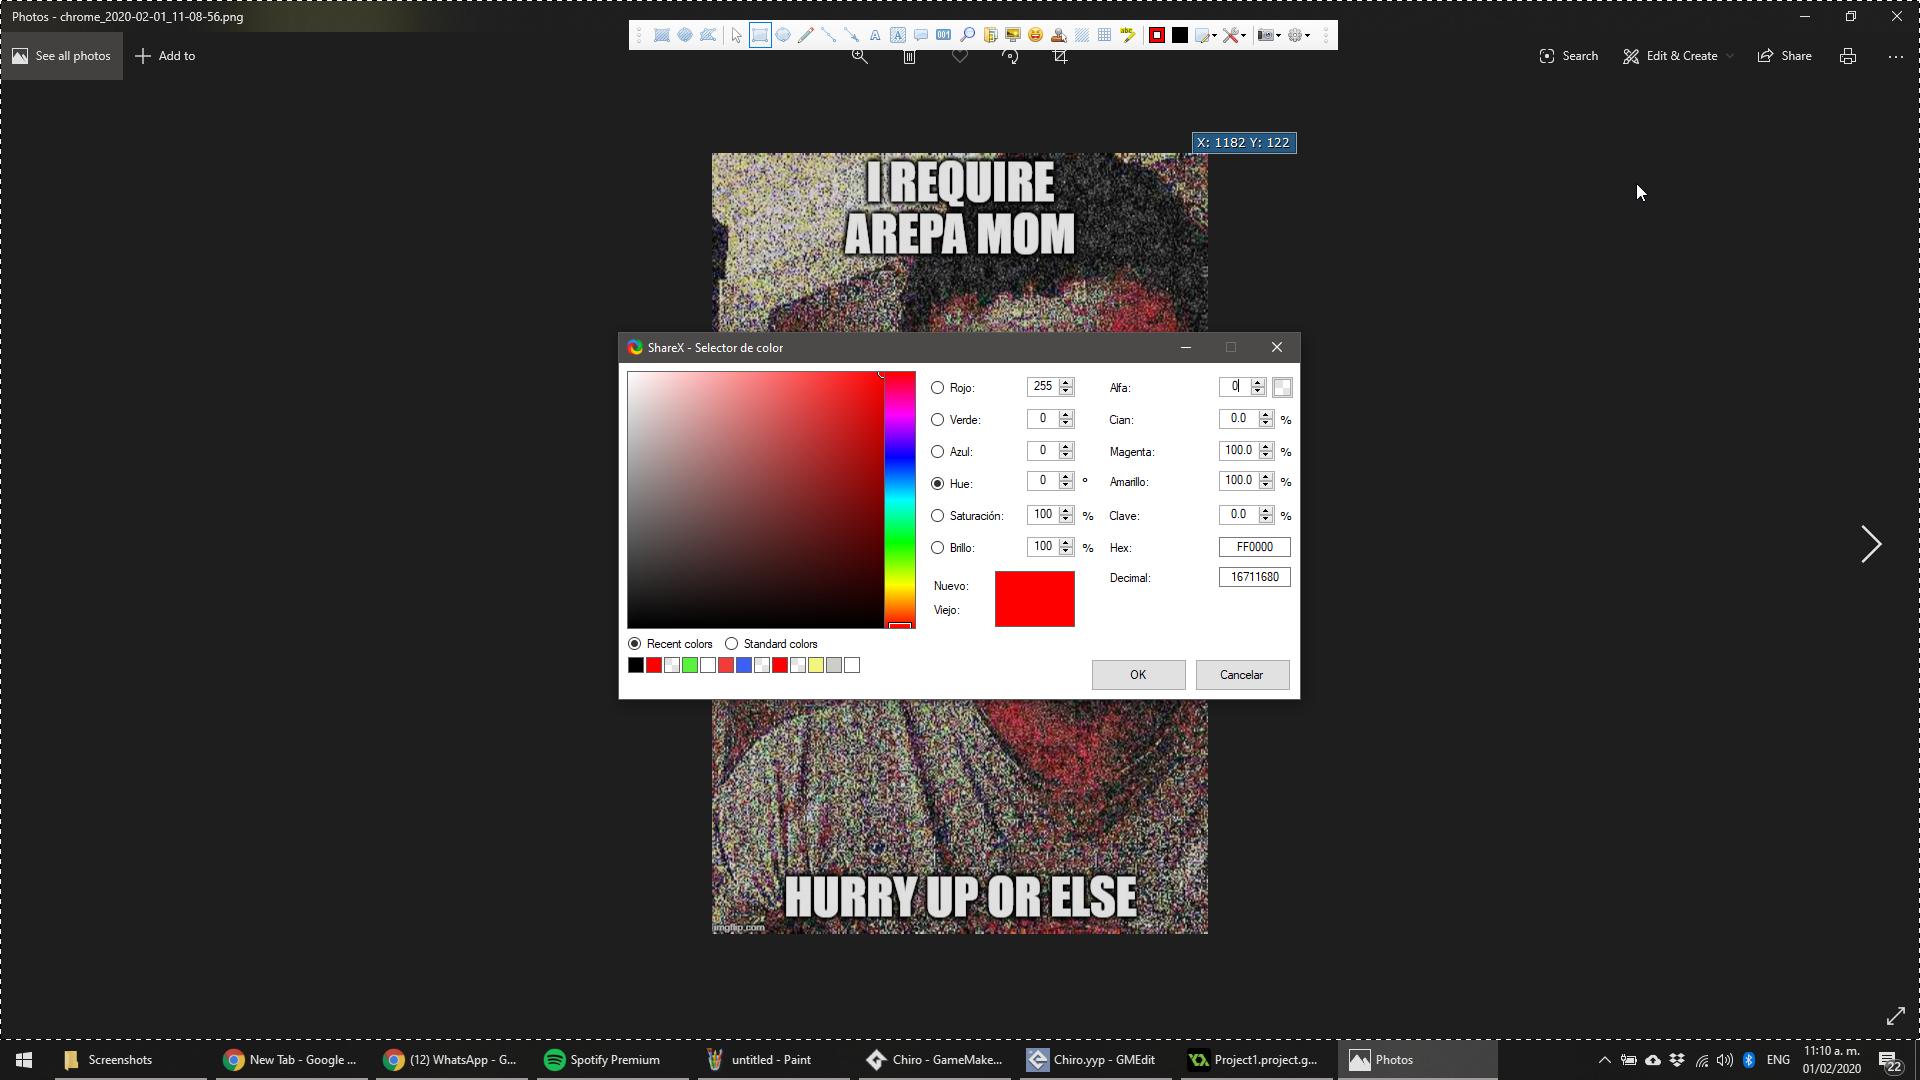 Photos - chrome_2020-02-01_11-08-56.png
See all photos
Add to
Search
Edit & Create
Share
X: 1182 Y: 122
I REQUIRE
AREPA MOM
ShareX - Selector de color
Rojo: 255
Alfa: 0
Verde: 0
Cian: 0.0 %
Azul: 0
Magenta: 100.0 %
Hue: 0 °
Amarillo: 100.0 %
Saturación: 100 %
Clave: 0.0 %
Brillo: 100 %
Hex: FF0000
Nuevo:
Decimal: 16711680
Viejo:
Recent colors
Standard colors
OK
Cancelar
HURRY UP OR ELSE
imgflip.com
Screenshots
New Tab - Google ...
(12) WhatsApp - G...
Spotify Premium
untitled - Paint
Chiro - GameMake...
Chiro.yyp - GMEdit
Project1.project.g...
Photos
ENG
11:10 a. m.
01/02/2020
22